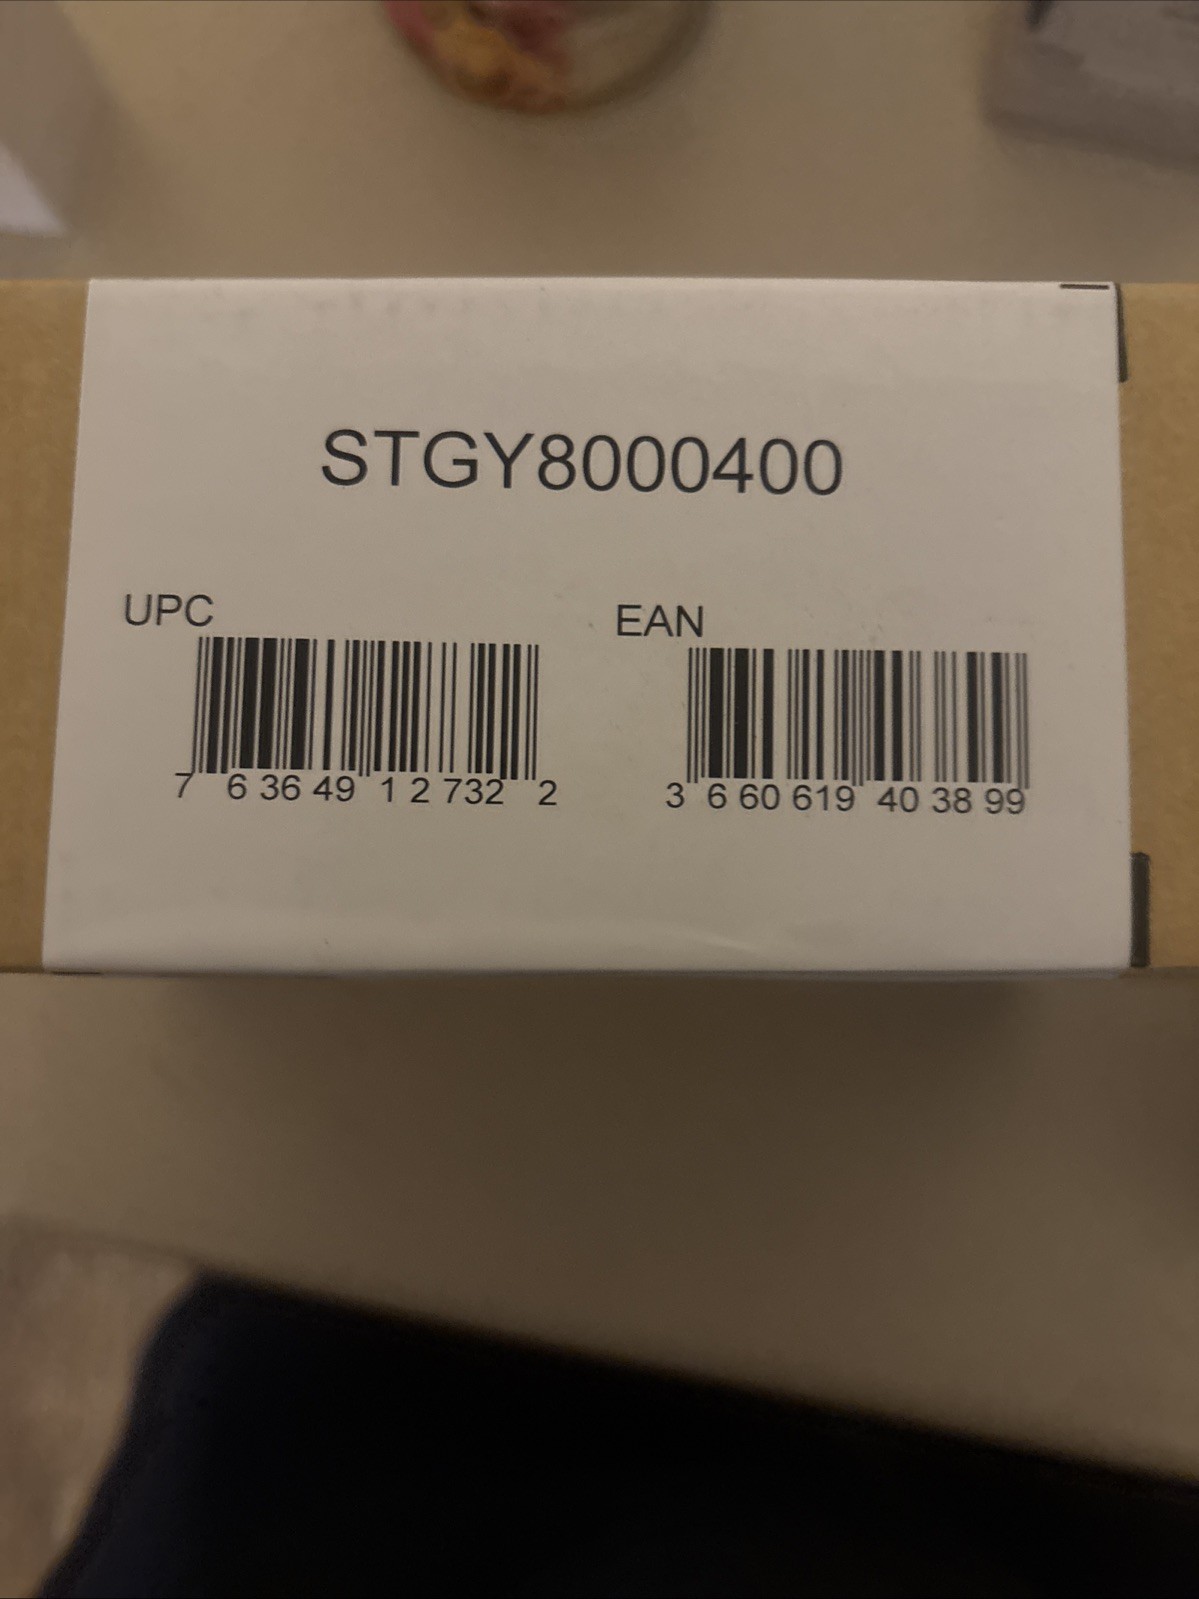 STGY8000400
UPC
EAN
7 6 36 49 1 2 732 2
3 6 60 619 40 38 99